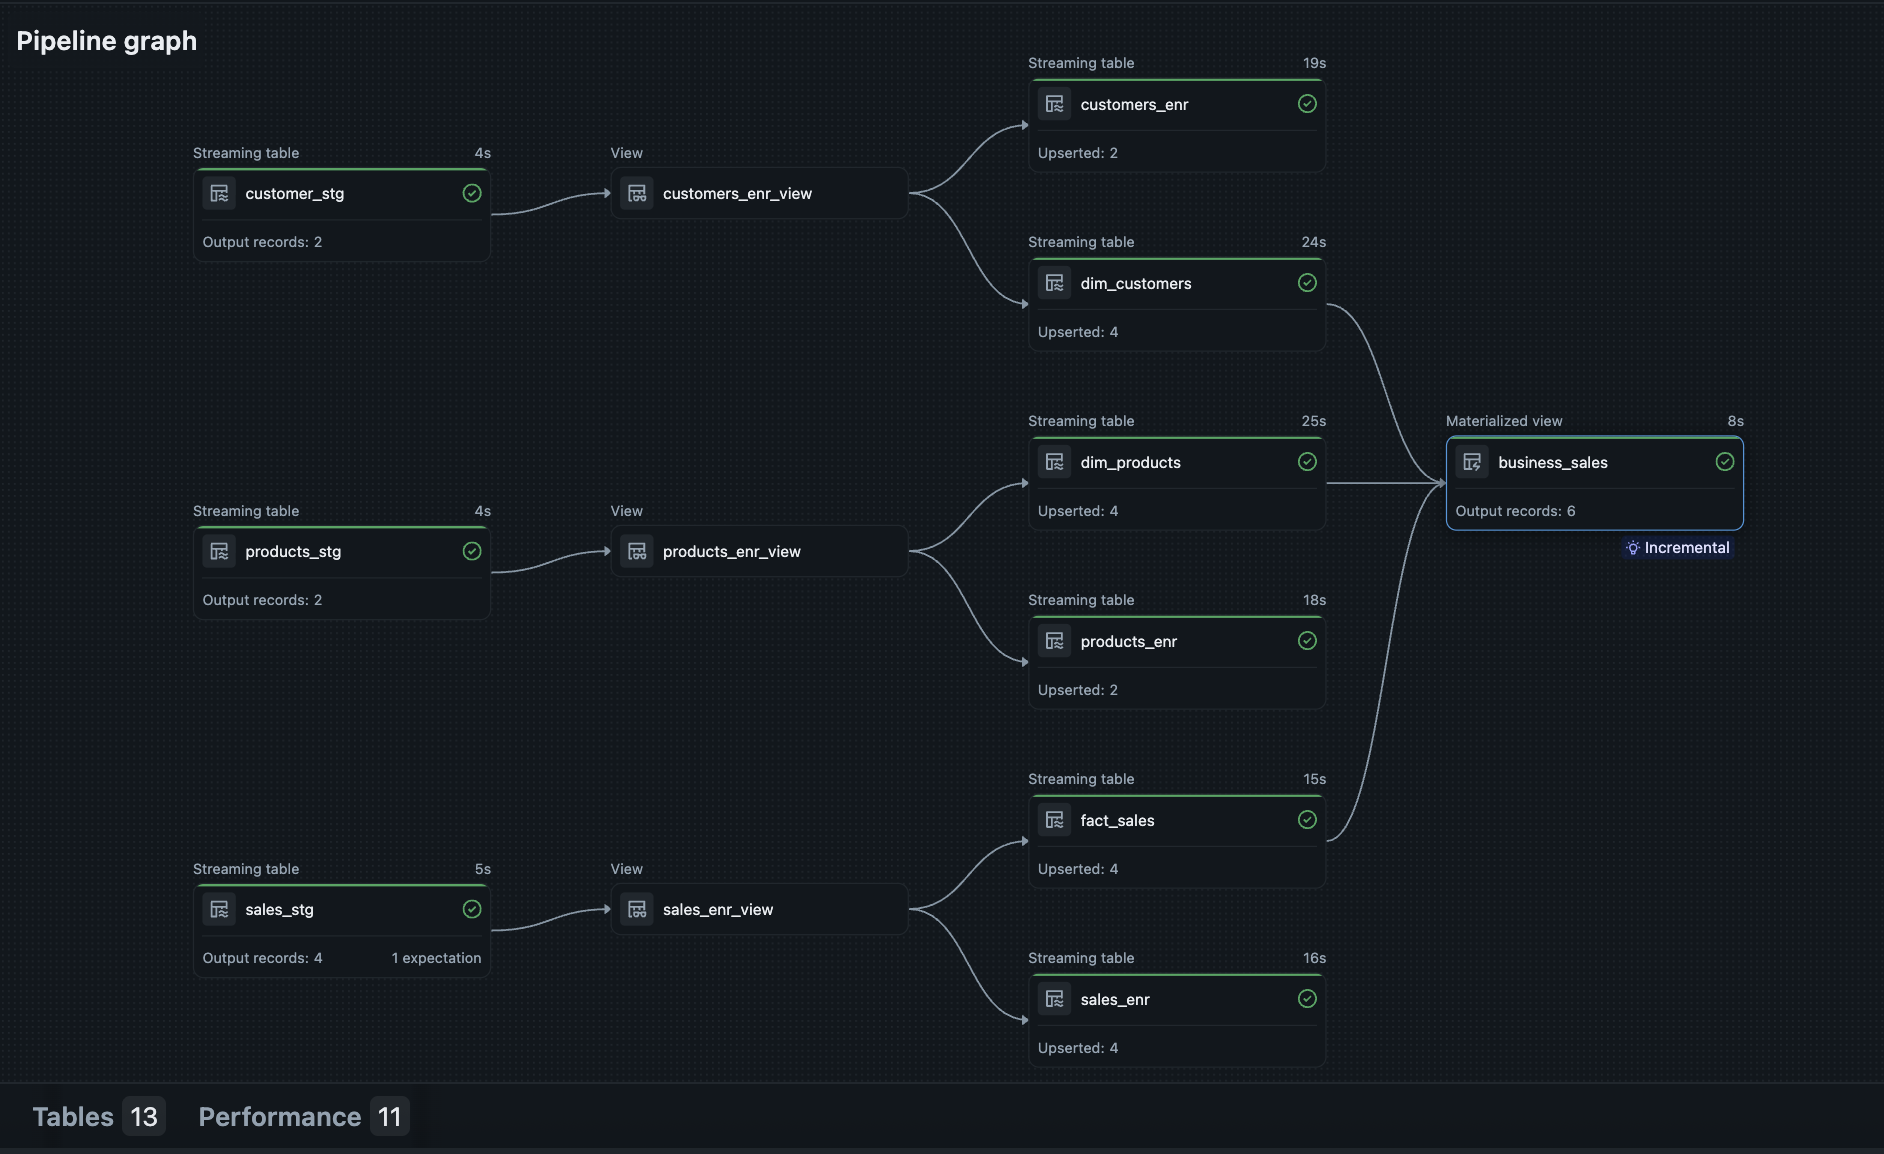 Pipeline graph
Streaming table 19s
customers_enr
Upserted: 2
Streaming table 4s
customer_stg
Output records: 2
View
customers_enr_view
Streaming table 24s
dim_customers
Upserted: 4
Streaming table 25s
dim_products
Upserted: 4
Materialized view 8s
business_sales
Output records: 6
Incremental
Streaming table 4s
products_stg
Output records: 2
View
products_enr_view
Streaming table 18s
products_enr
Upserted: 2
Streaming table 15s
fact_sales
Upserted: 4
Streaming table 5s
sales_stg
Output records: 4 1 expectation
View
sales_enr_view
Streaming table 16s
sales_enr
Upserted: 4
Tables 13 Performance 11